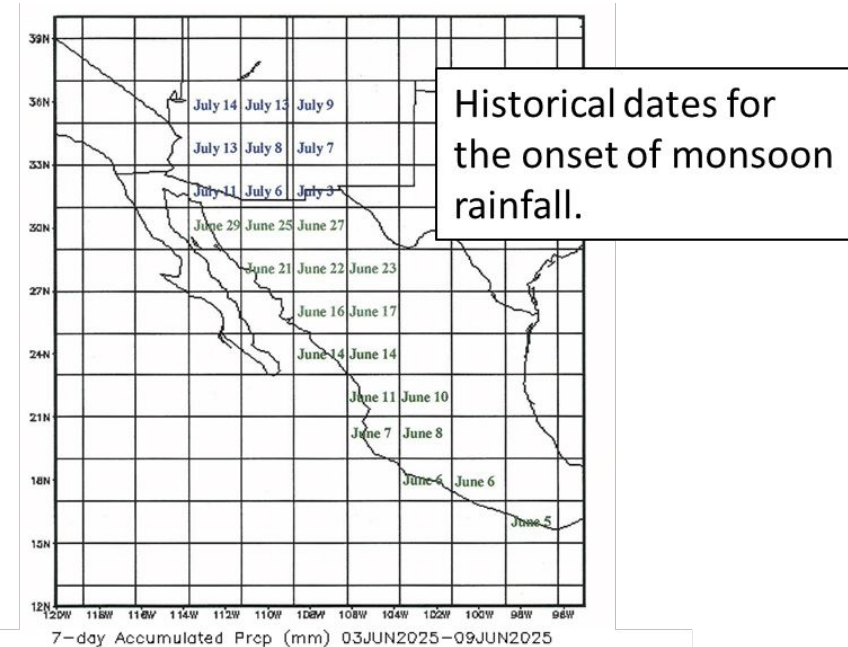 39N
36N
33N
30N
27N
24N
21N
18N
15N
12N
July 14 July 13 July 9
July 13 July 8 July 7
July 11 July 6 July 3
June 29 June 25 June 27
June 21 June 22 June 23
June 16 June 17
June 14 June 14
June 11 June 10
June 7 June 8
June 6 June 6
June 5
Historical dates for
the onset of monsoon
rainfall.
120W 118W 116W 114W 112W 110W 108W 106W 104W 102W 100W 98W 96W
7-day Accumulated Prcp (mm) 03JUN2025-09JUN2025